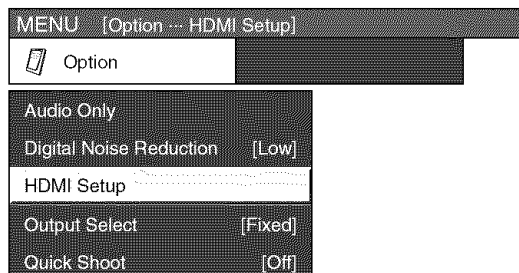 MENU [Option ··· HDMI Setup]
Option
Audio Only
Digital Noise Reduction [Low]
HDMI Setup
Output Select [Fixed]
Quick Shoot [Off]